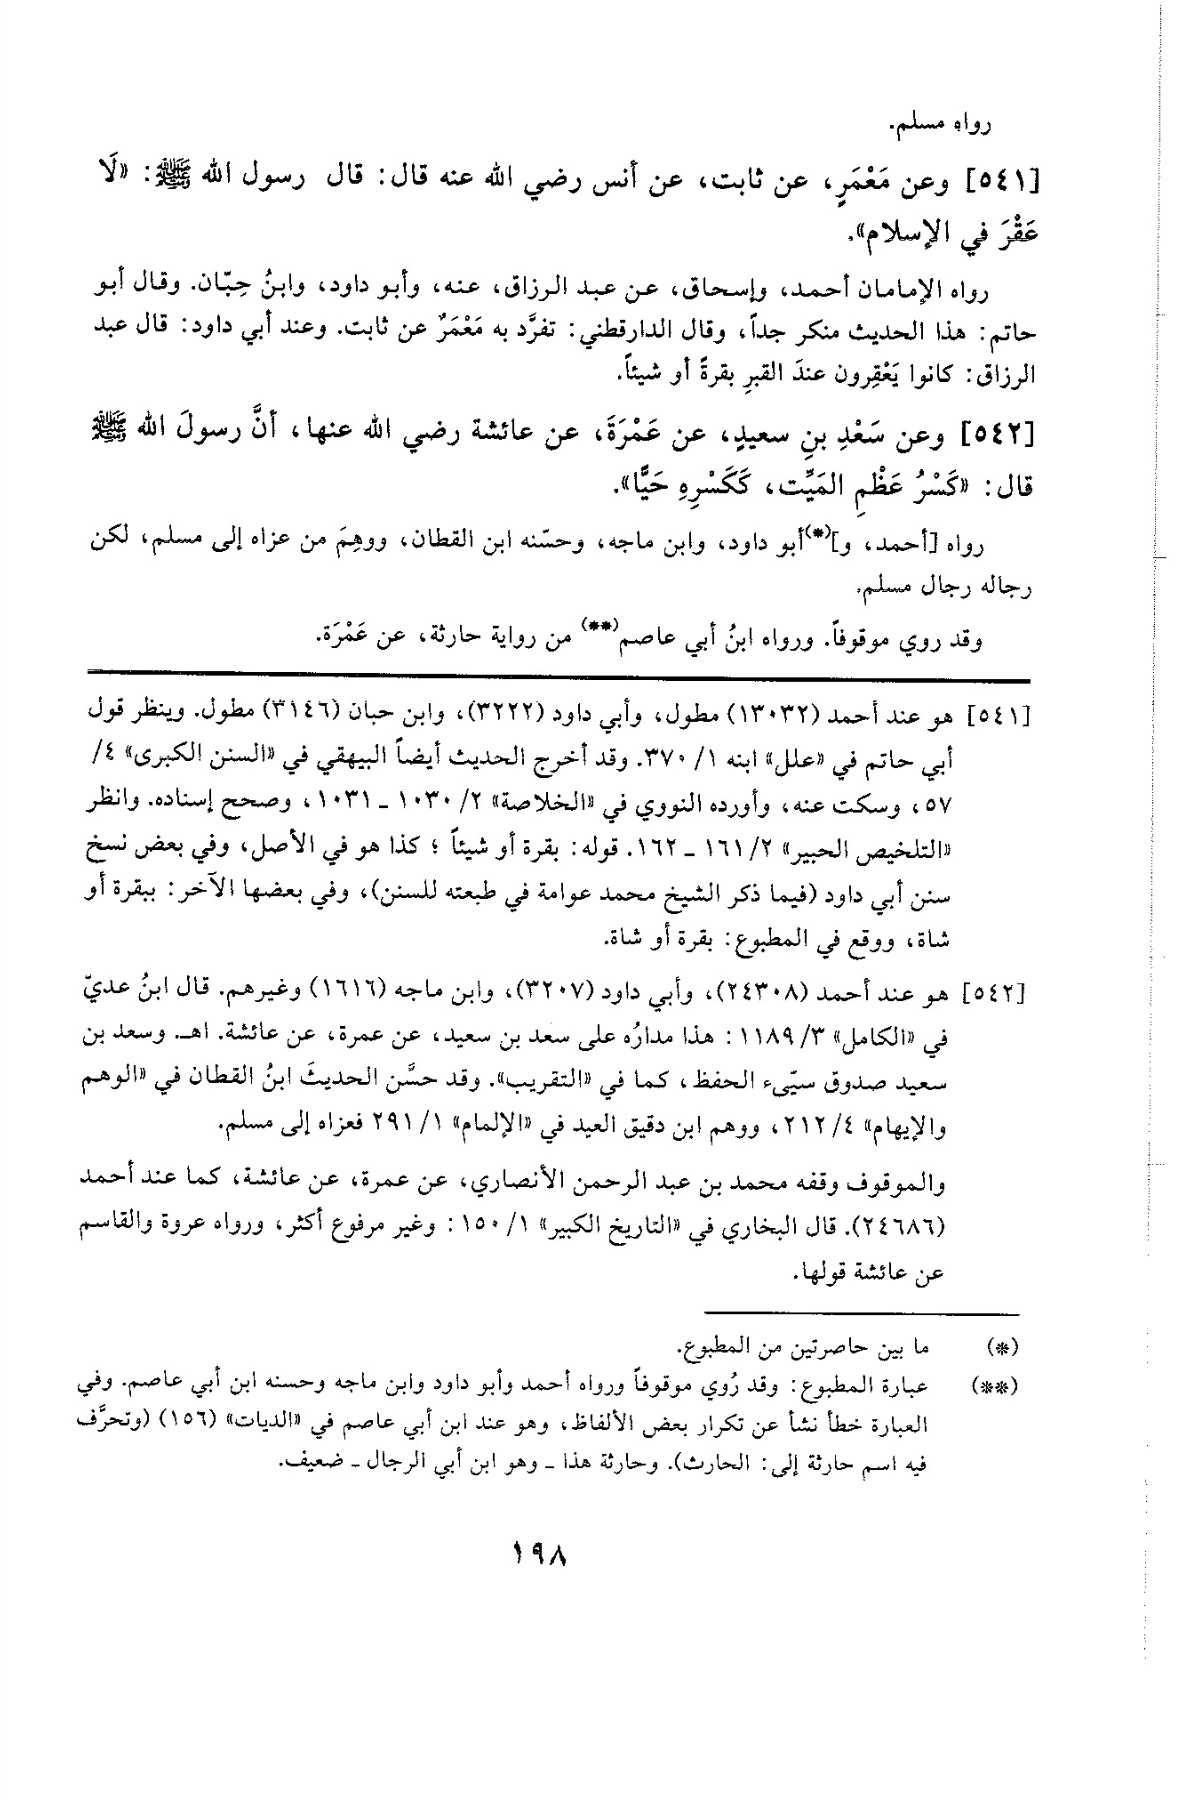 رواه مسلم.
[٥٤١] وعن مَعْمَرٍ، عن ثابت، عن أنس رضي الله عنه قال: قال رسول الله ﷺ: «لَا
عَقْرَ في الإسلام».
رواه الإمامان أحمد، وإسحاق، عن عبد الرزاق، عنه، وأبو داود، وابنُ حِبّان. وقال أبو
حاتم: هذا الحديث منكر جداً، وقال الدارقطني: تفرَّد به مَعْمَرٌ عن ثابت. وعند أبي داود: قال عبد
الرزاق: كانوا يَعْقِرون عندَ القبرِ بقرةً أو شيئاً.
[٥٤٢] وعن سَعْدِ بنِ سعيدٍ، عن عَمْرَةَ، عن عائشة رضي الله عنها، أنَّ رسولَ الله ﷺ
قال: «كَسْرُ عَظْمِ المَيِّت، كَكَسْرِهِ حَيًّا».
رواه [أحمد، و](*)أبو داود، وابن ماجه، وحسّنه ابن القطان، ووهِمَ من عزاه إلى مسلم، لكن
رجاله رجال مسلم.
وقد روي موقوفاً. ورواه ابنُ أبي عاصم(**) من رواية حارثة، عن عَمْرَة.
[٥٤١] هو عند أحمد (١٣٠٣٢) مطول، وأبي داود (٣٢٢٢)، وابن حبان (٣١٤٦) مطول. وينظر قول
أبي حاتم في «علل» ابنه ١/ ٣٧٠. وقد أخرج الحديث أيضاً البيهقي في «السنن الكبرى» ٤/
٥٧، وسكت عنه، وأورده النووي في «الخلاصة» ٢/ ١٠٣٠ ـ ١٠٣١، وصحح إسناده. وانظر
«التلخيص الحبير» ٢/ ١٦١ ـ ١٦٢. قوله: بقرة أو شيئاً ؛ كذا هو في الأصل، وفي بعض نسخ
سنن أبي داود (فيما ذكر الشيخ محمد عوامة في طبعته للسنن)، وفي بعضها الآخر: ببقرة أو
شاة، ووقع في المطبوع: بقرة أو شاة.
[٥٤٢] هو عند أحمد (٢٤٣٠٨)، وأبي داود (٣٢٠٧)، وابن ماجه (١٦١٦) وغيرهم. قال ابنُ عديّ
في «الكامل» ٣/ ١١٨٩ : هذا مدارُه على سعد بن سعيد، عن عمرة، عن عائشة. اهـ. وسعد بن
سعيد صدوق سيّىء الحفظ، كما في «التقريب». وقد حسَّن الحديثَ ابنُ القطان في «الوهم
والإيهام» ٤/ ٢١٢، ووهم ابن دقيق العيد في «الإلمام» ١/ ٢٩١ فعزاه إلى مسلم.
والموقوف وقفه محمد بن عبد الرحمن الأنصاري، عن عمرة، عن عائشة، كما عند أحمد
(٢٤٦٨٦). قال البخاري في «التاريخ الكبير» ١/ ١٥٠ : وغير مرفوع أكثر، ورواه عروة والقاسم
عن عائشة قولها.
(*) ما بين حاصرتين من المطبوع.
(**) عبارة المطبوع: وقد رُوي موقوفاً ورواه أحمد وأبو داود وابن ماجه وحسنه ابن أبي عاصم. وفي
العبارة خطأ نشأ عن تكرار بعض الألفاظ، وهو عند ابن أبي عاصم في «الديات» (١٥٦) (وتحرَّف
فيه اسم حارثة إلى: الحارث). وحارثة هذا ـ وهو ابن أبي الرجال ـ ضعيف.
١٩٨